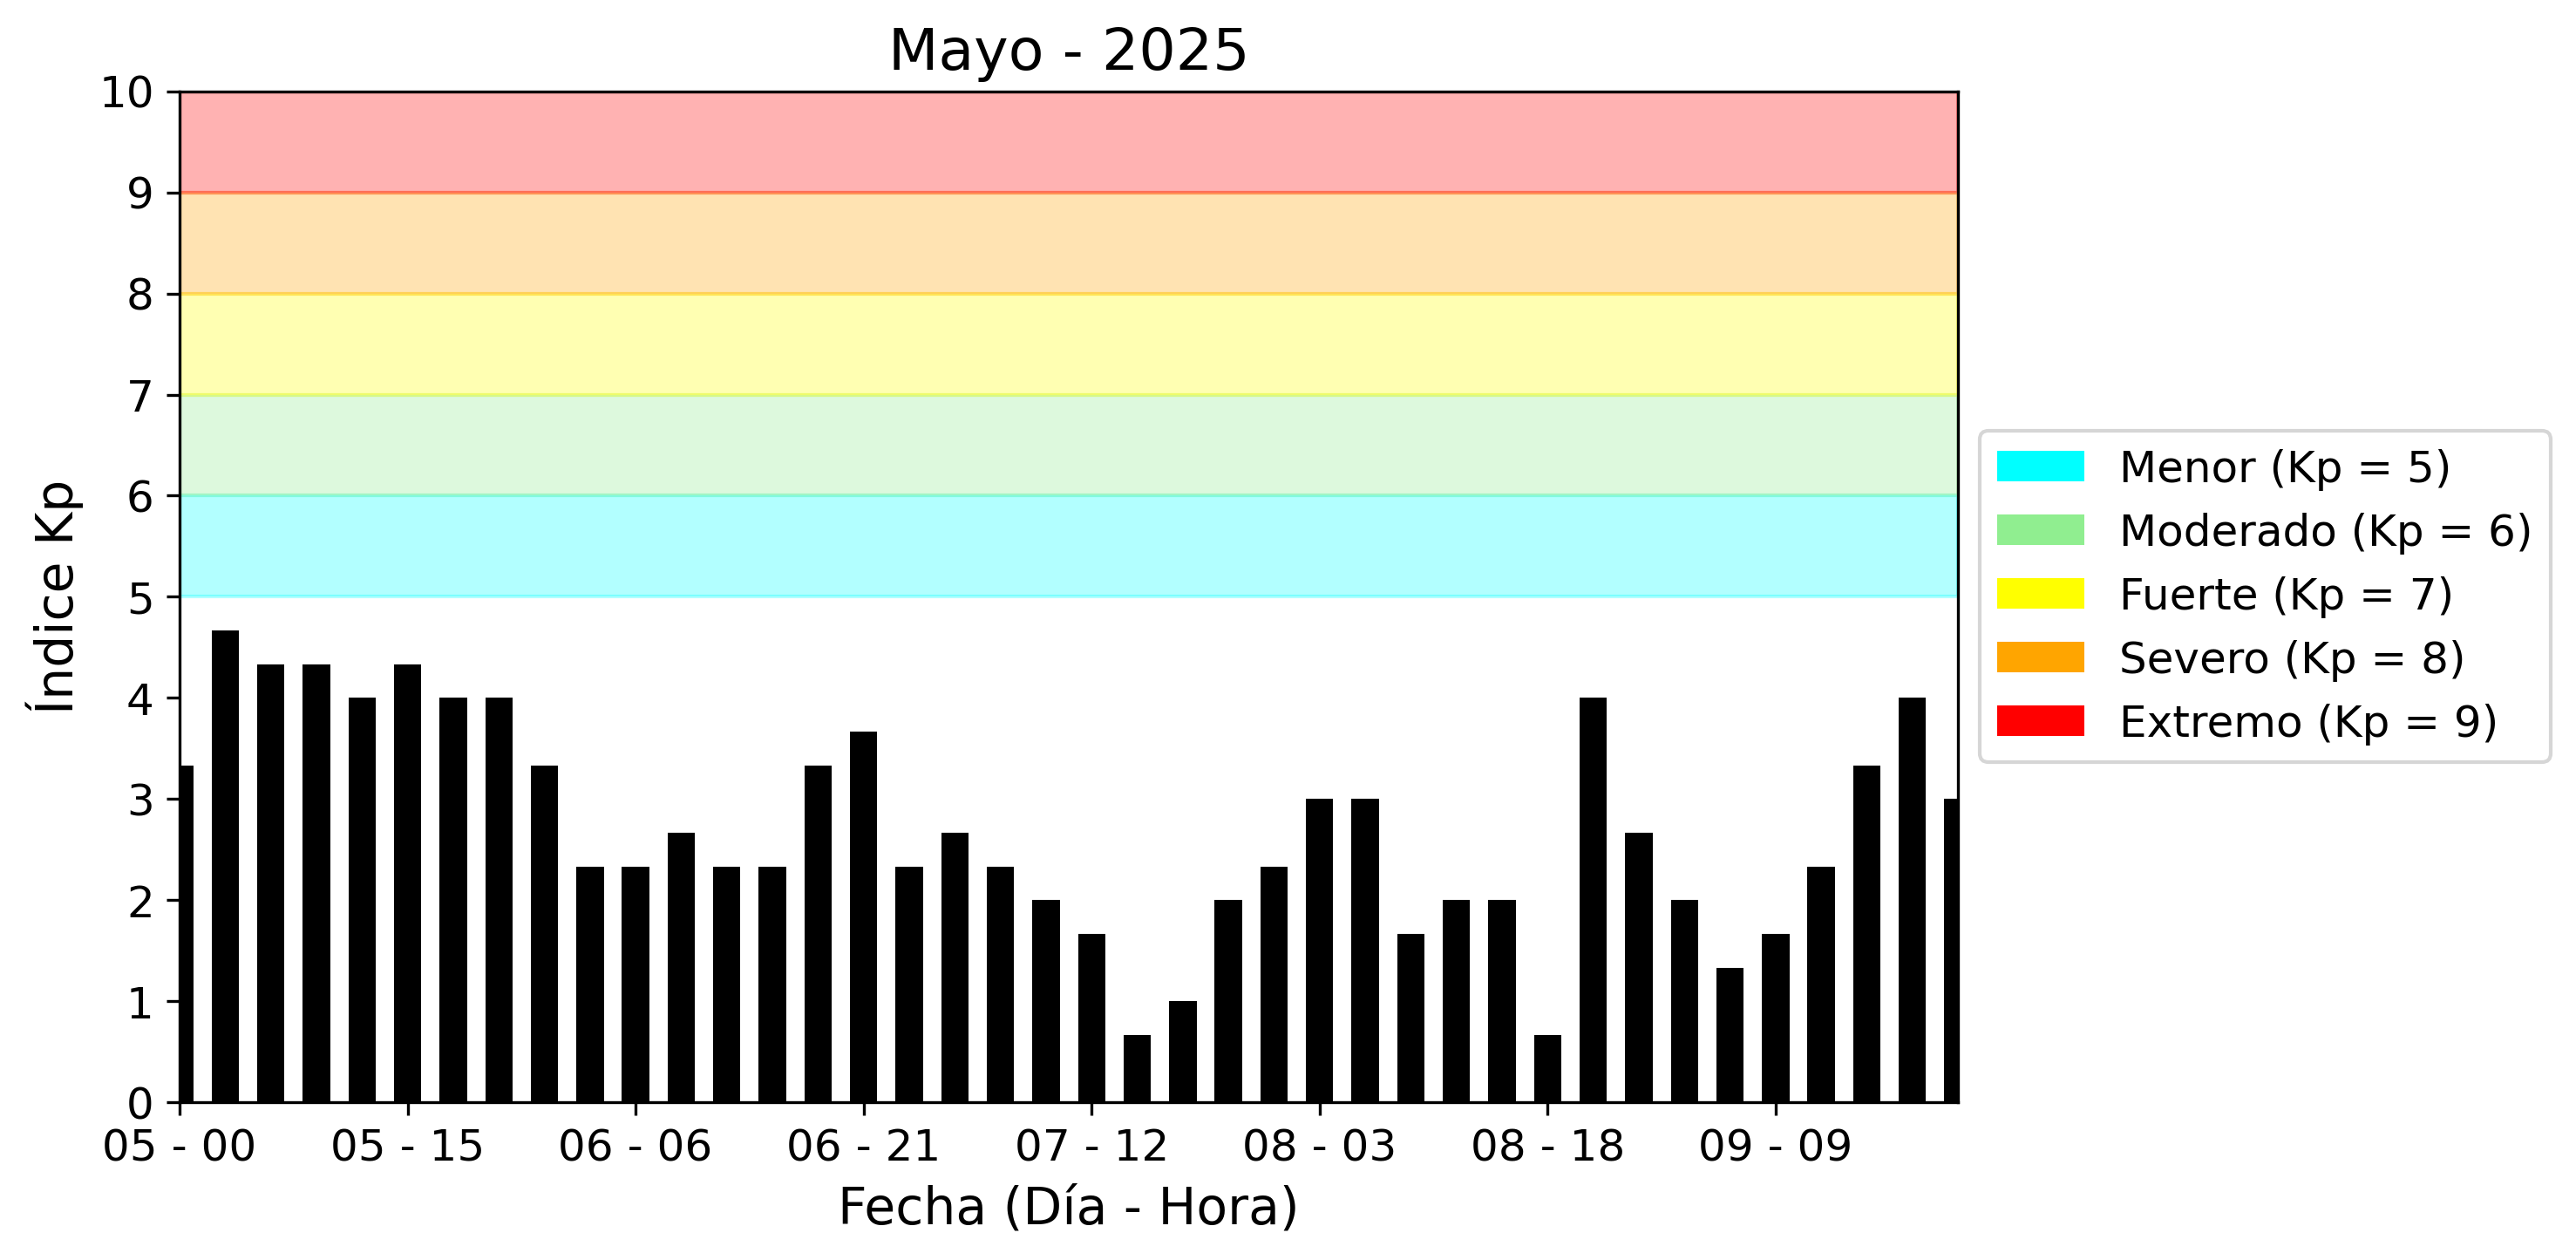 Mayo - 2025
10
9
8
7
6
5
4
3
2
1
0
Índice Kp
05 - 00
05 - 15
06 - 06
06 - 21
07 - 12
08 - 03
08 - 18
09 - 09
Fecha (Día - Hora)
Menor (Kp = 5)
Moderado (Kp = 6)
Fuerte (Kp = 7)
Severo (Kp = 8)
Extremo (Kp = 9)